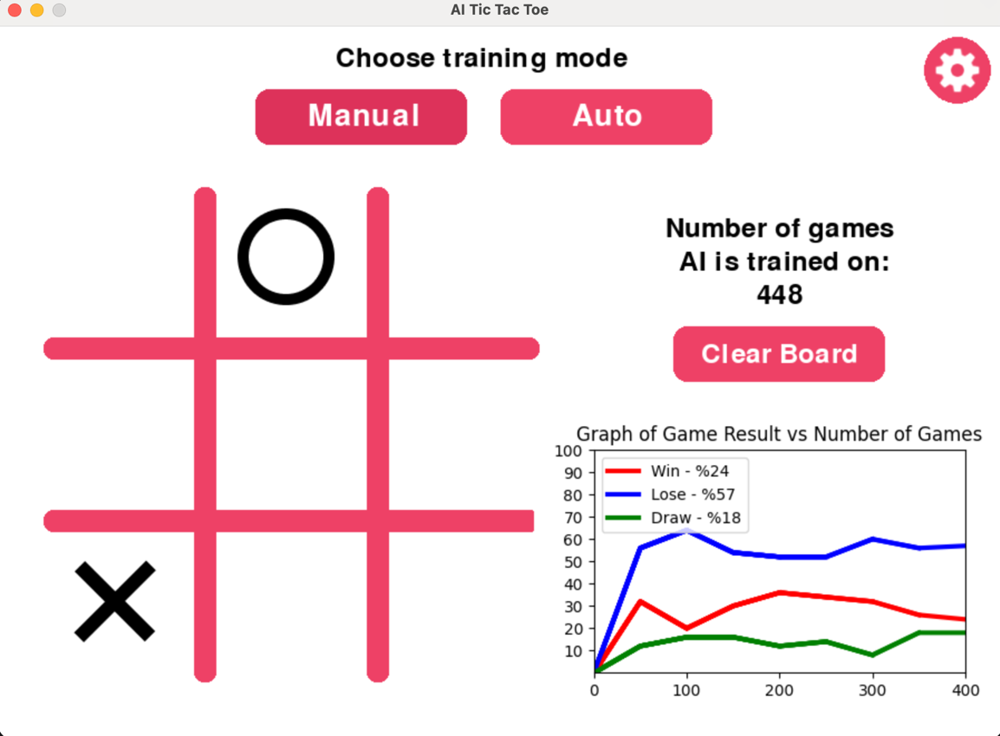 AI Tic Tac Toe
Choose training mode
Manual
Auto
Number of games
AI is trained on:
448
Clear Board
Graph of Game Result vs Number of Games
100
90
80
70
60
50
40
30
20
10
Win - %24
Lose - %57
Draw - %18
0
100
200
300
400